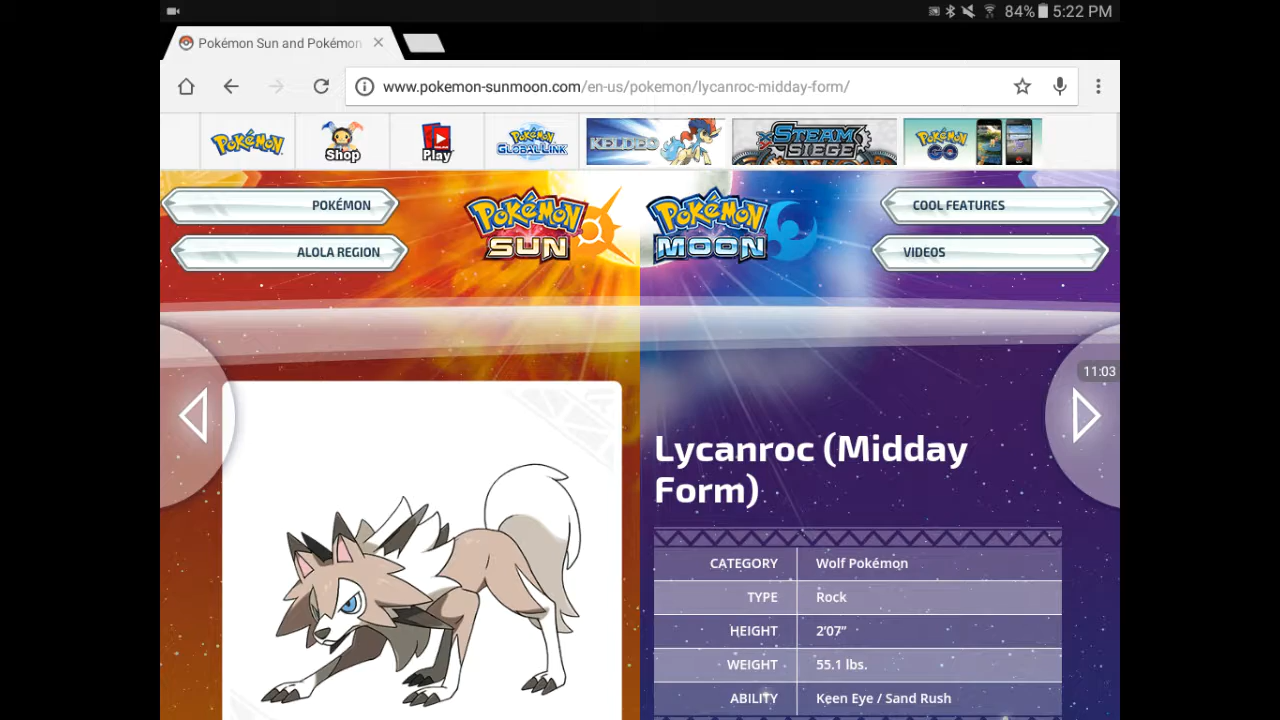 84% 5:22 PM
Pokémon Sun and Pokémon
www.pokemon-sunmoon.com/en-us/pokemon/lycanroc-midday-form/
Pokémon
Shop
Play
Pokémon GLOBAL LINK
KELDEO
STEAM SIEGE
POKÉMON GO
POKÉMON
ALOLA REGION
POKÉMON SUN
POKÉMON MOON
COOL FEATURES
VIDEOS
11:03
Lycanroc (Midday
Form)
CATEGORY Wolf Pokémon
TYPE Rock
HEIGHT 2'07"
WEIGHT 55.1 lbs.
ABILITY Keen Eye / Sand Rush